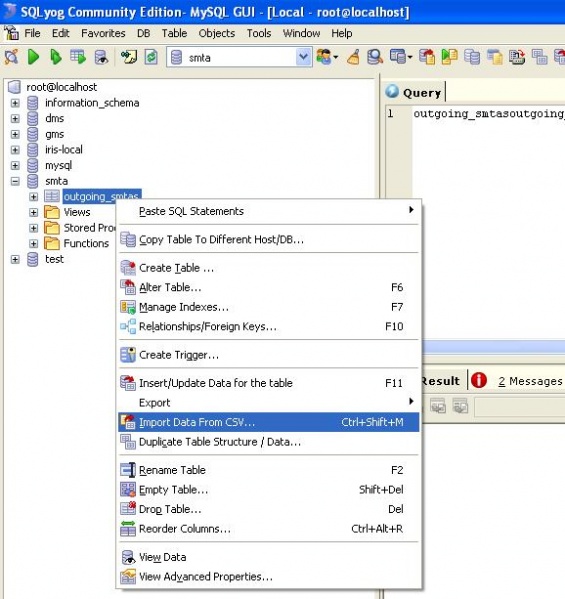 SQLyog Community Edition- MySQL GUI - [Local - root@localhost]
File Edit Favorites DB Table Objects Tools Window Help
smta
root@localhost
information_schema
dms
gms
iris-local
mysql
smta
outgoing_smtas
Views
Stored Pro
Functions
test
Query
1 outgoing_smtasoutgoing_
Paste SQL Statements
Copy Table To Different Host/DB...
Create Table ...
Alter Table... F6
Manage Indexes... F7
Relationships/Foreign Keys... F10
Create Trigger...
Insert/Update Data for the table F11
Export
Import Data From CSV... Ctrl+Shift+M
Duplicate Table Structure / Data...
Rename Table F2
Empty Table... Shift+Del
Drop Table... Del
Reorder Columns... Ctrl+Alt+R
View Data
View Advanced Properties...
Result 2 Messages